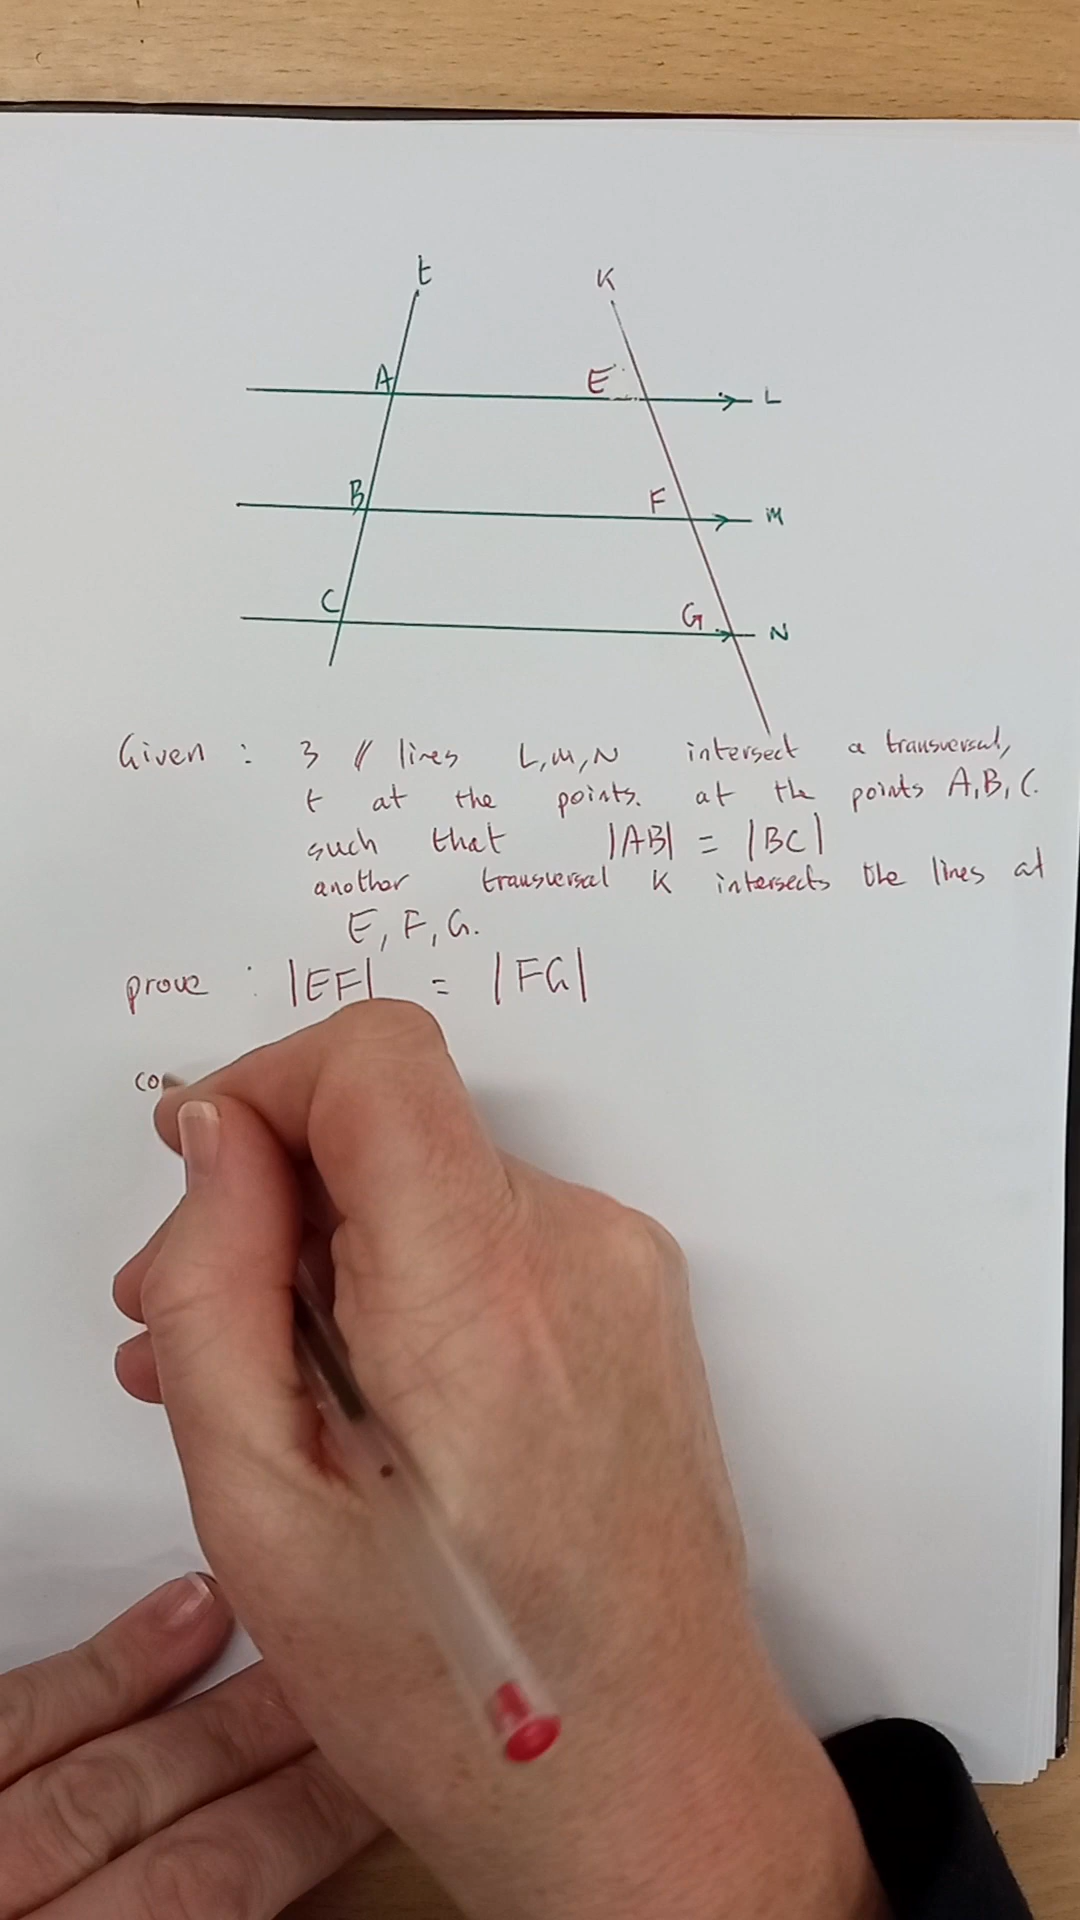 t K
A E L
B F M
C G N
Given : 3 // lines L, M, N intersect a transversal,
t at the points. at the points A, B, C.
such that |AB| = |BC|
another transversal K intersects the lines at
E, F, G.
prove : |EF| = |FG|
co